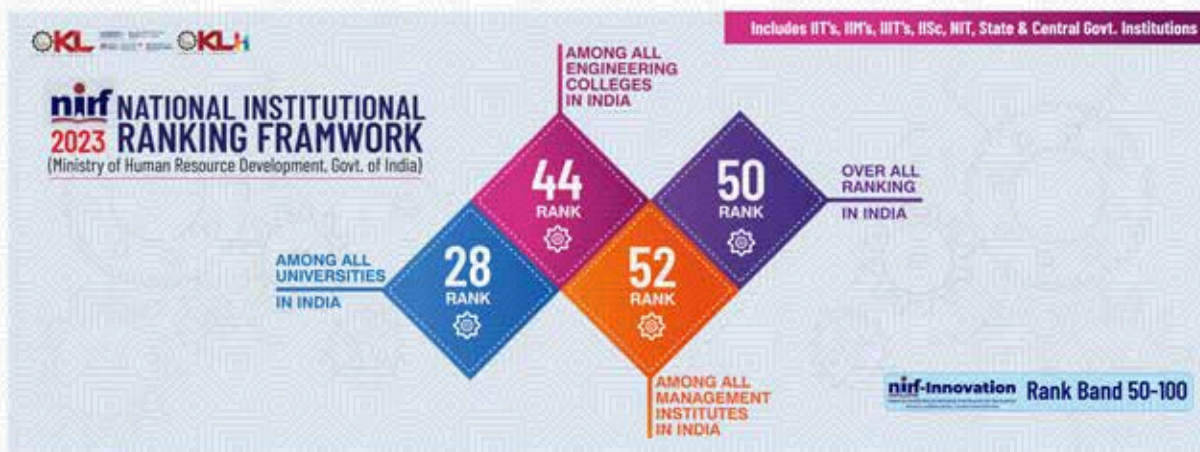 KL
KLH
Includes IIT's, IIM's, IIIT's, IISc, NIT, State & Central Govt. Institutions
nirf NATIONAL INSTITUTIONAL
2023 RANKING FRAMWORK
(Ministry of Human Resource Development, Govt. of India)
AMONG ALL
ENGINEERING
COLLEGES
IN INDIA
44
RANK
50
RANK
OVER ALL
RANKING
IN INDIA
AMONG ALL
UNIVERSITIES
IN INDIA
28
RANK
52
RANK
AMONG ALL
MANAGEMENT
INSTITUTES
IN INDIA
nirf-Innovation Rank Band 50-100